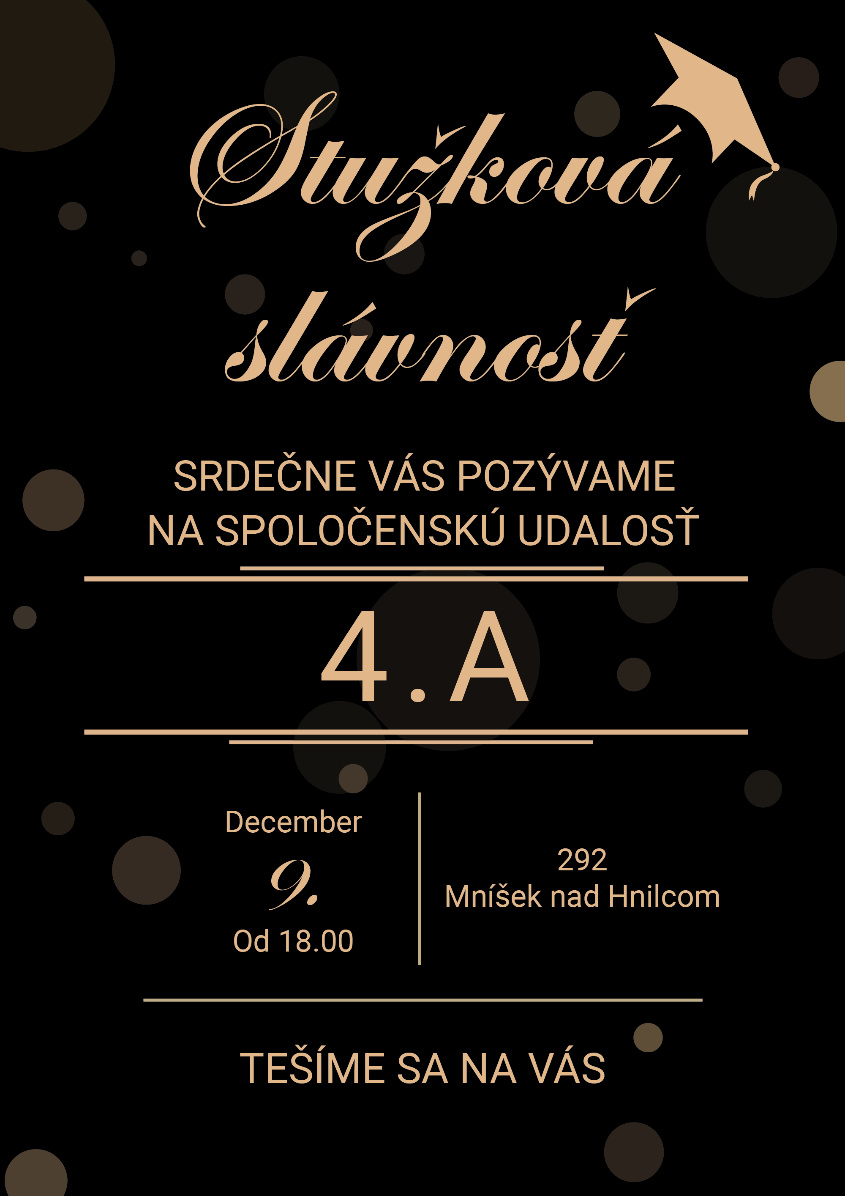 Stužková
slávnosť
SRDEČNE VÁS POZÝVAME
NA SPOLOČENSKÚ UDALOSŤ
4.A
December
9.
Od 18.00
292
Mníšek nad Hnilcom
TEŠÍME SA NA VÁS